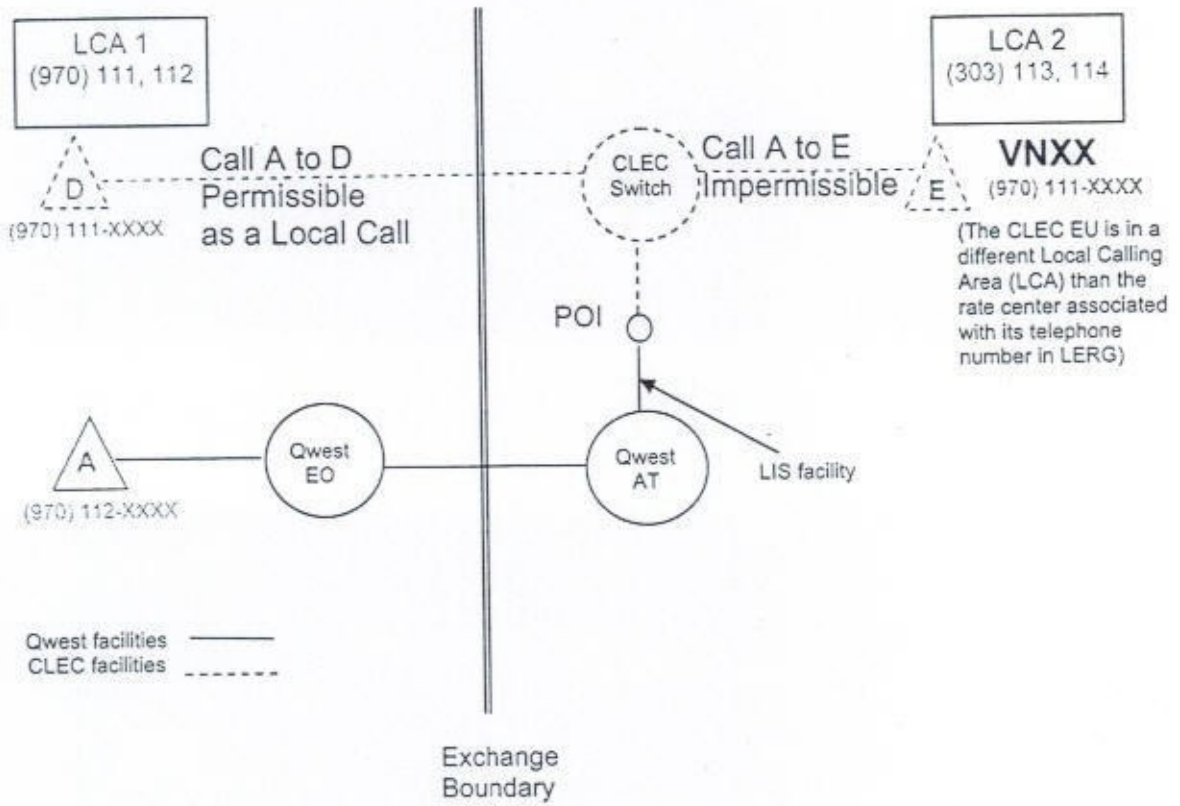 LCA 1
(970) 111, 112
LCA 2
(303) 113, 114
D
(970) 111-XXXX
Call A to D
Permissible
as a Local Call
CLEC
Switch
Call A to E
Impermissible
E
VNXX
(970) 111-XXXX
(The CLEC EU is in a
different Local Calling
Area (LCA) than the
rate center associated
with its telephone
number in LERG)
POI
A
(970) 112-XXXX
Qwest
EO
Qwest
AT
LIS facility
Qwest facilities
CLEC facilities
Exchange
Boundary